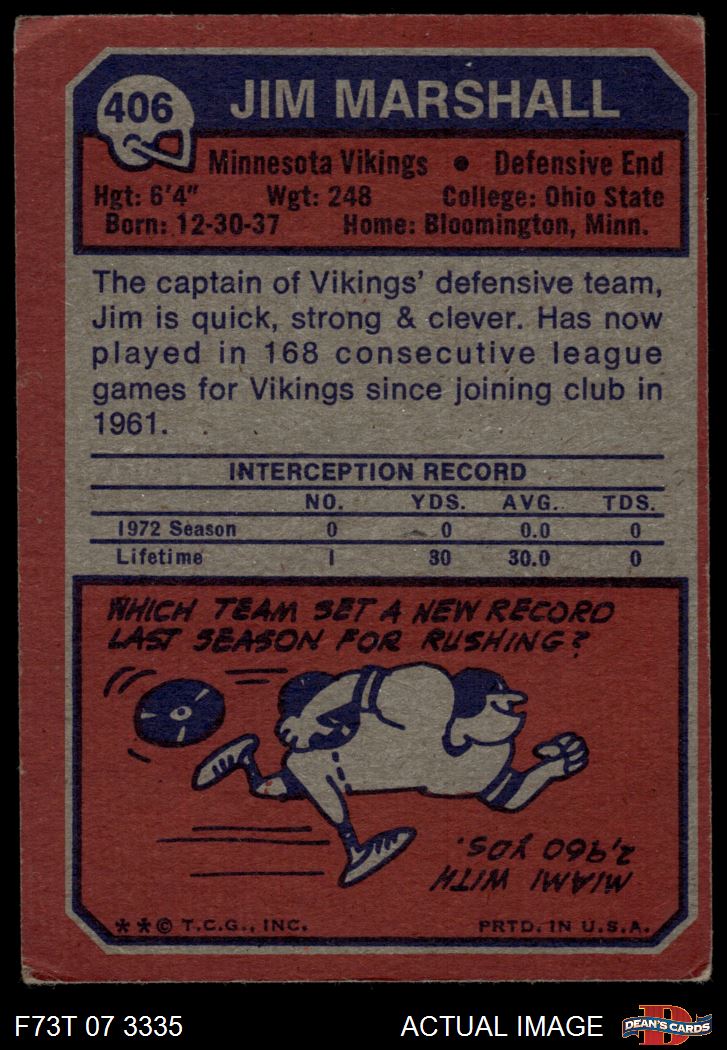 406
JIM MARSHALL
Minnesota Vikings • Defensive End
Hgt: 6'4" Wgt: 248 College: Ohio State
Born: 12-30-37 Home: Bloomington, Minn.
The captain of Vikings' defensive team,
Jim is quick, strong & clever. Has now
played in 168 consecutive league
games for Vikings since joining club in
1961.
INTERCEPTION RECORD
NO. YDS. AVG. TDS.
1972 Season 0 0 0.0 0
Lifetime 1 30 30.0 0
WHICH TEAM SET A NEW RECORD
LAST SEASON FOR RUSHING?
MIAMI WITH
2,960 YDS.
**© T.C.G., INC. PRTD. IN U.S.A.
F73T 07 3335 ACTUAL IMAGE
D
DEAN'S CARDS